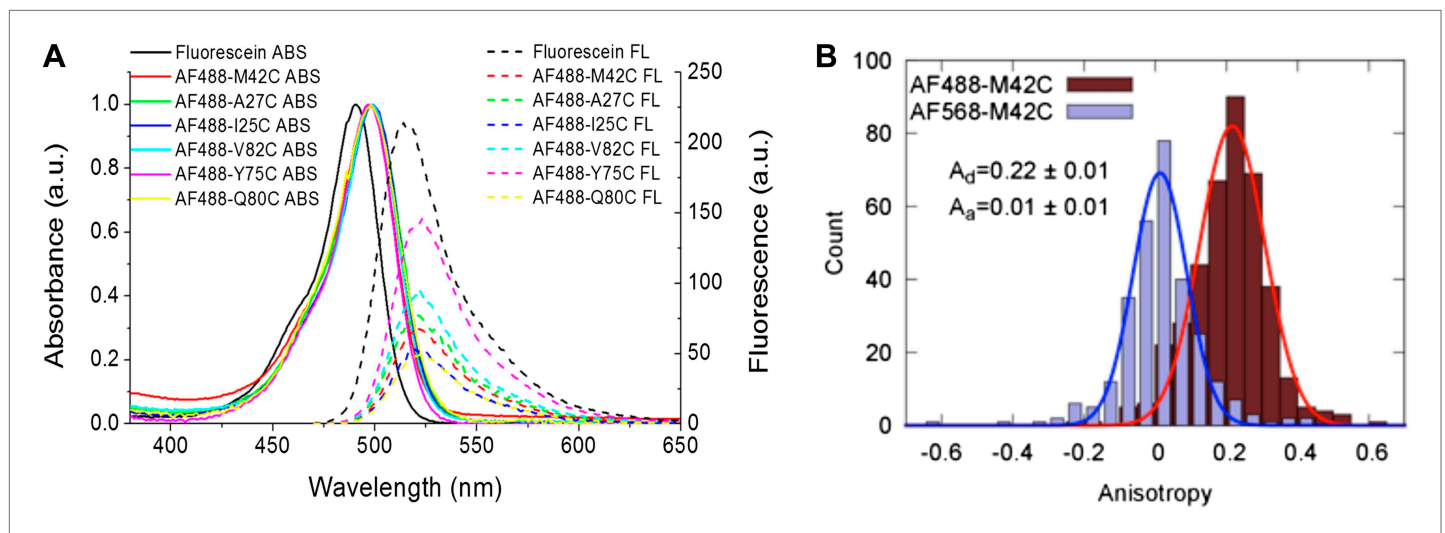 A
Fluorescein ABS
AF488-M42C ABS
AF488-A27C ABS
AF488-I25C ABS
AF488-V82C ABS
AF488-Y75C ABS
AF488-Q80C ABS
Fluorescein FL
AF488-M42C FL
AF488-A27C FL
AF488-I25C FL
AF488-V82C FL
AF488-Y75C FL
AF488-Q80C FL
1.0
0.8
0.6
0.4
0.2
0.0
Absorbance (a.u.)
250
200
150
100
50
0
Fluorescence (a.u.)
400 450 500 550 600 650
Wavelength (nm)
B
AF488-M42C
AF568-M42C
Ad=0.22 ± 0.01
Aa=0.01 ± 0.01
100
80
60
40
20
0
Count
-0.6 -0.4 -0.2 0 0.2 0.4 0.6
Anisotropy